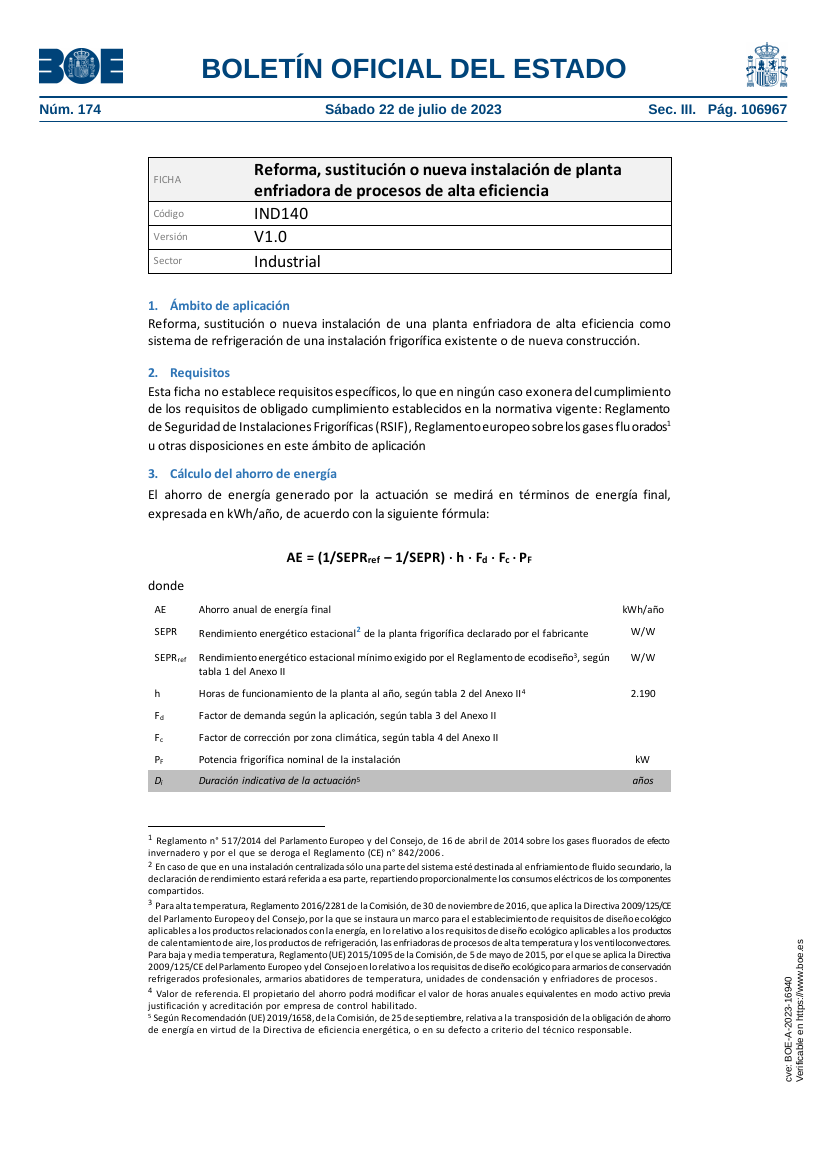 BOE
BOLETÍN OFICIAL DEL ESTADO
Núm. 174 Sábado 22 de julio de 2023 Sec. III. Pág. 106967
FICHA Reforma, sustitución o nueva instalación de planta
enfriadora de procesos de alta eficiencia
Código IND140
Versión V1.0
Sector Industrial
1. Ámbito de aplicación
Reforma, sustitución o nueva instalación de una planta enfriadora de alta eficiencia como
sistema de refrigeración de una instalación frigorífica existente o de nueva construcción.
2. Requisitos
Esta ficha no establece requisitos específicos, lo que en ningún caso exonera del cumplimiento
de los requisitos de obligado cumplimiento establecidos en la normativa vigente: Reglamento
de Seguridad de Instalaciones Frigoríficas (RSIF), Reglamento europeo sobre los gases fluorados¹
u otras disposiciones en este ámbito de aplicación
3. Cálculo del ahorro de energía
El ahorro de energía generado por la actuación se medirá en términos de energía final,
expresada en kWh/año, de acuerdo con la siguiente fórmula:
AE = (1/SEPRref – 1/SEPR) · h · Fd · Fc · PF
donde
AE Ahorro anual de energía final kWh/año
SEPR Rendimiento energético estacional² de la planta frigorífica declarado por el fabricante W/W
SEPRref Rendimiento energético estacional mínimo exigido por el Reglamento de ecodiseño³, según W/W
tabla 1 del Anexo II
h Horas de funcionamiento de la planta al año, según tabla 2 del Anexo II⁴ 2.190
Fd Factor de demanda según la aplicación, según tabla 3 del Anexo II
Fc Factor de corrección por zona climática, según tabla 4 del Anexo II
PF Potencia frigorífica nominal de la instalación kW
Di Duración indicativa de la actuación⁵ años
¹ Reglamento n° 517/2014 del Parlamento Europeo y del Consejo, de 16 de abril de 2014 sobre los gases fluorados de efecto
invernadero y por el que se deroga el Reglamento (CE) n° 842/2006.
² En caso de que en una instalación centralizada sólo una parte del sistema esté destinada al enfriamiento de fluido secundario, la
declaración de rendimiento estará referida a esa parte, repartiendo proporcionalmente los consumos eléctricos de los componentes
compartidos.
³ Para alta temperatura, Reglamento 2016/2281 de la Comisión, de 30 de noviembre de 2016, que aplica la Directiva 2009/125/CE
del Parlamento Europeo y del Consejo, por la que se instaura un marco para el establecimiento de requisitos de diseño ecológico
aplicables a los productos relacionados con la energía, en lo relativo a los requisitos de diseño ecológico aplicables a los productos
de calentamiento de aire, los productos de refrigeración, las enfriadoras de procesos de alta temperatura y los ventiloconvectores.
Para baja y media temperatura, Reglamento (UE) 2015/1095 de la Comisión, de 5 de mayo de 2015, por el que se aplica la Directiva
2009/125/CE del Parlamento Europeo y del Consejo en lo relativo a los requisitos de diseño ecológico para armarios de conservación
refrigerados profesionales, armarios abatidores de temperatura, unidades de condensación y enfriadores de procesos.
⁴ Valor de referencia. El propietario del ahorro podrá modificar el valor de horas anuales equivalentes en modo activo previa
justificación y acreditación por empresa de control habilitado.
⁵ Según Recomendación (UE) 2019/1658, de la Comisión, de 25 de septiembre, relativa a la transposición de la obligación de ahorro
de energía en virtud de la Directiva de eficiencia energética, o en su defecto a criterio del técnico responsable.
cve: BOE-A-2023-16940
Verificable en https://www.boe.es